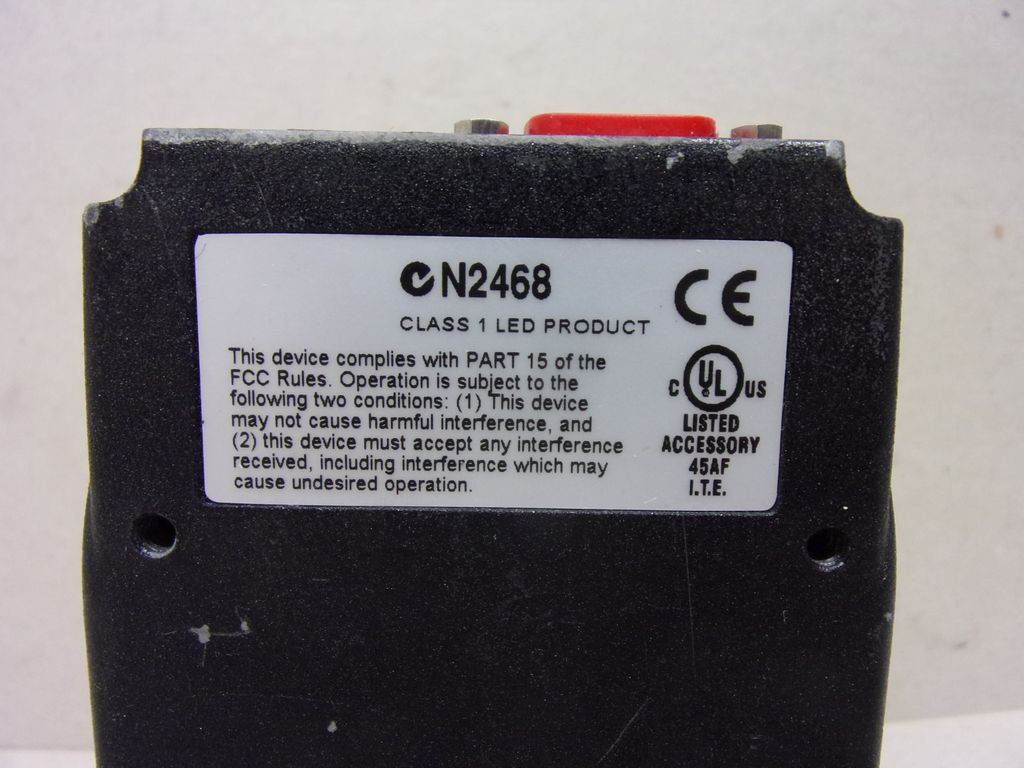 N2468
CLASS 1 LED PRODUCT
CE
This device complies with PART 15 of the
FCC Rules. Operation is subject to the
following two conditions: (1) This device
may not cause harmful interference, and
(2) this device must accept any interference
received, including interference which may
cause undesired operation.
C UL US
LISTED
ACCESSORY
45AF
I.T.E.